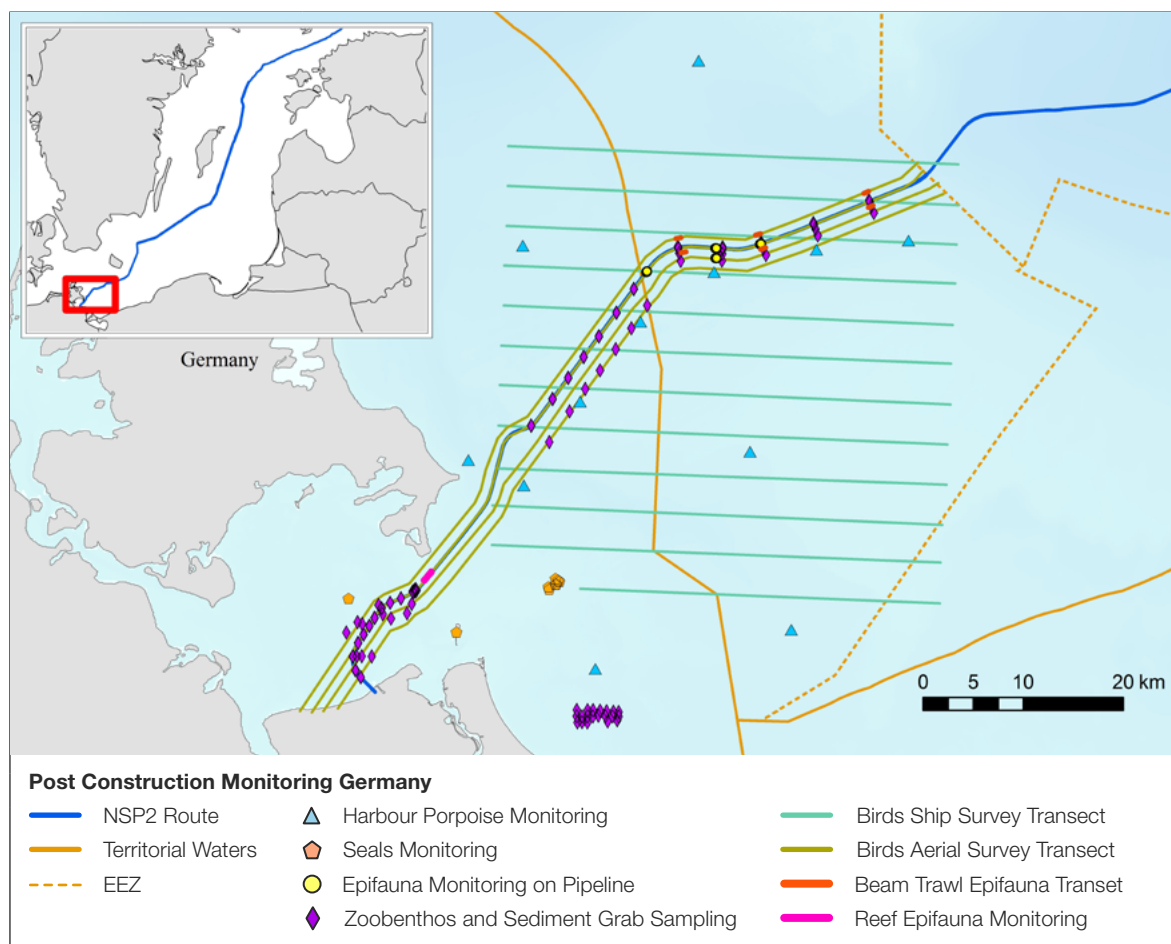 Germany
0 5 10 20 km
Post Construction Monitoring Germany
NSP2 Route
Territorial Waters
EEZ
Harbour Porpoise Monitoring
Seals Monitoring
Epifauna Monitoring on Pipeline
Zoobenthos and Sediment Grab Sampling
Birds Ship Survey Transect
Birds Aerial Survey Transect
Beam Trawl Epifauna Transet
Reef Epifauna Monitoring